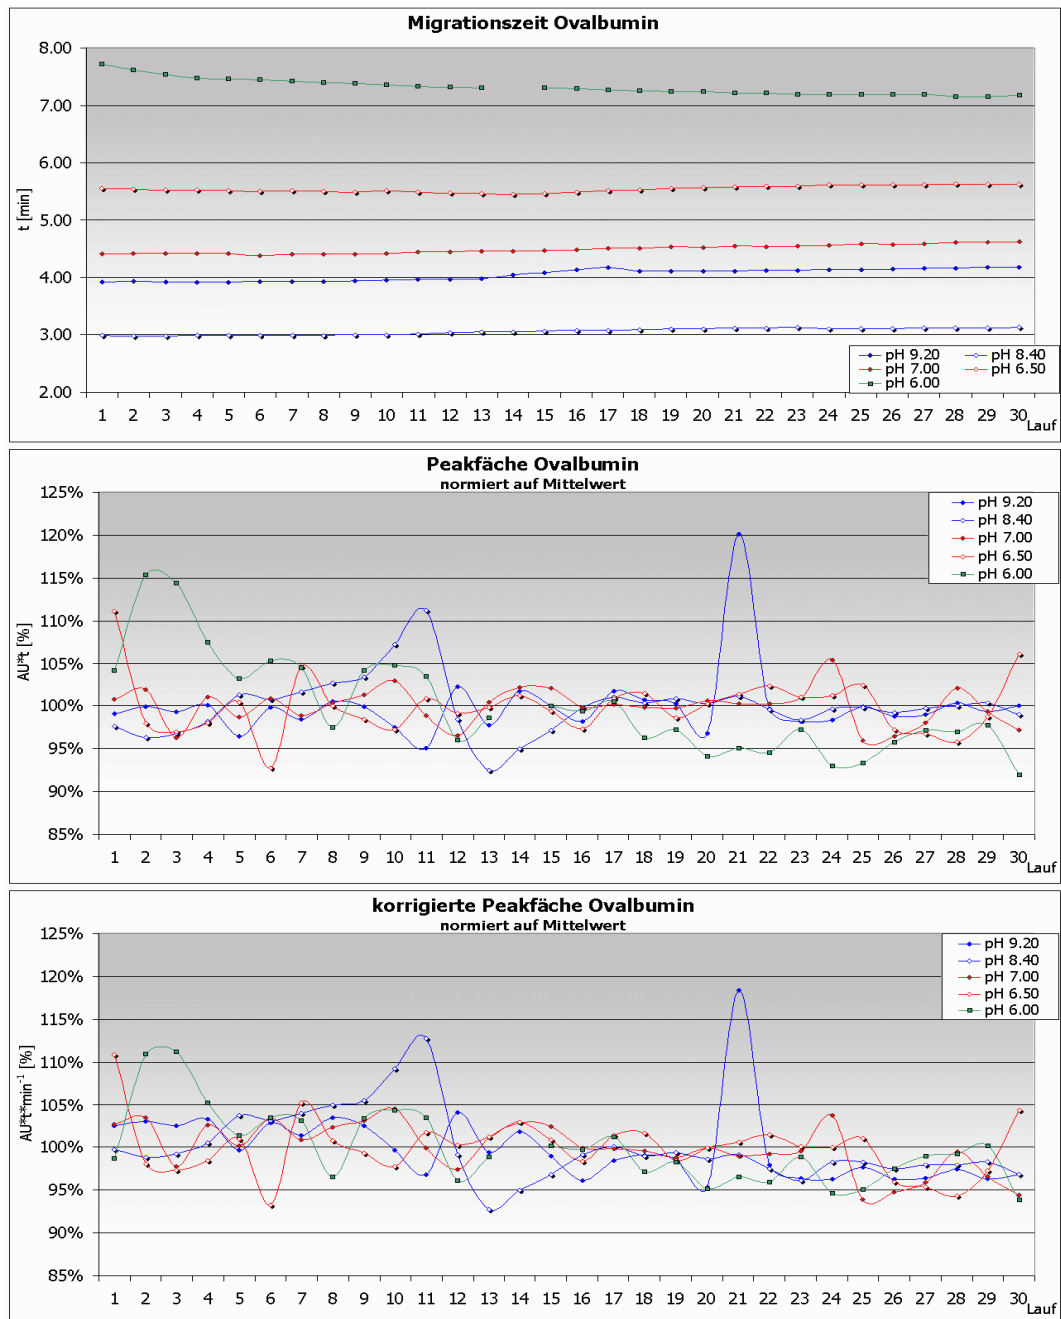 Migrationszeit Ovalbumin
8.00
7.00
6.00
5.00
4.00
3.00
2.00
t [min]
pH 9.20 pH 8.40
pH 7.00 pH 6.50
pH 6.00
1 2 3 4 5 6 7 8 9 10 11 12 13 14 15 16 17 18 19 20 21 22 23 24 25 26 27 28 29 30
Lauf
Peakfäche Ovalbumin
normiert auf Mittelwert
125%
120%
115%
110%
105%
100%
95%
90%
85%
AU*t [%]
pH 9.20
pH 8.40
pH 7.00
pH 6.50
pH 6.00
1 2 3 4 5 6 7 8 9 10 11 12 13 14 15 16 17 18 19 20 21 22 23 24 25 26 27 28 29 30
Lauf
korrigierte Peakfäche Ovalbumin
normiert auf Mittelwert
125%
120%
115%
110%
105%
100%
95%
90%
85%
AU*t*min⁻¹ [%]
pH 9.20
pH 8.40
pH 7.00
pH 6.50
pH 6.00
1 2 3 4 5 6 7 8 9 10 11 12 13 14 15 16 17 18 19 20 21 22 23 24 25 26 27 28 29 30
Lauf